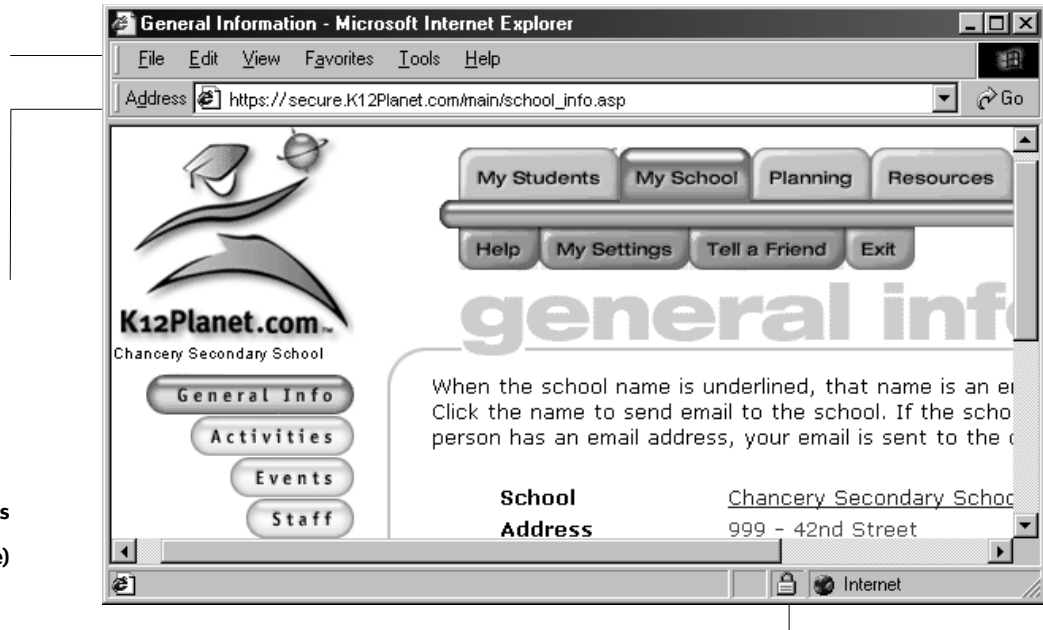 General Information - Microsoft Internet Explorer
File Edit View Favorites Tools Help
Address https://secure.K12Planet.com/main/school_info.asp Go
My Students My School Planning Resources
Help My Settings Tell a Friend Exit
K12Planet.com
Chancery Secondary School
general info
General Info
Activities
Events
Staff
When the school name is underlined, that name is an
Click the name to send email to the school. If the
person has an email address, your email is sent to the
School Chancery Secondary
Address 999 - 42nd Street
Internet